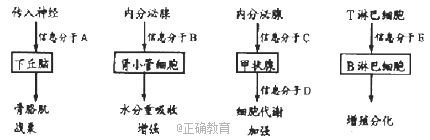 传入神经 内分泌腺 内分泌腺 T淋巴细胞
信息分子A 信息分子B 信息分子C 信息分子E
下丘脑 肾小管细胞 甲状腺 B淋巴细胞
信息分子D
骨骼肌 水分重吸收 细胞代谢 增殖分化
战栗 增强 加强
@正确教育